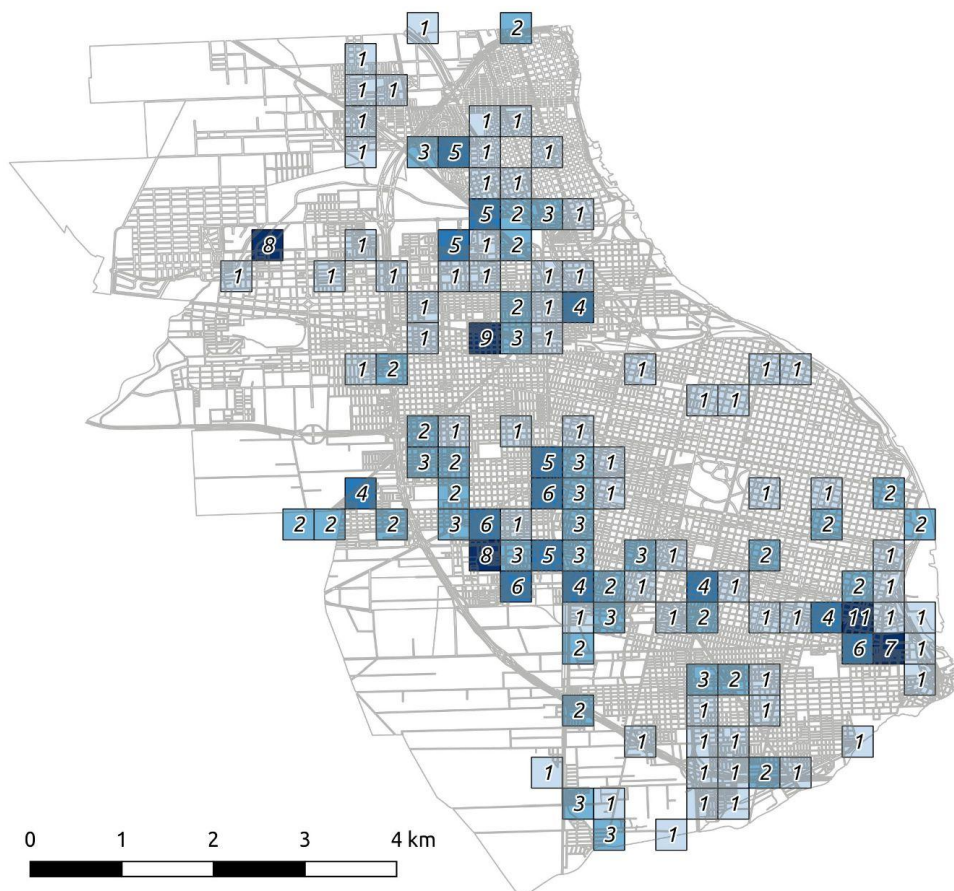 1 2
1
1 1
1 1 1
1 3 5 1 1
1 1
5 2 3 1
8 1 5 1 2
1 1 1 1 1 1 1
1 2 1 4
1 9 3 1
1 2 1 1 1
1 1
2 1 1 1
3 2 5 3 1
4 2 6 3 1 1 1 2
2 2 2 3 6 1 3 2 2
8 3 5 3 3 1 2 1
6 4 2 1 4 1 2 1
1 3 1 2 1 1 4 11 1 1
2 6 7 1
3 2 1 1
2 1 1
1 1 1 1
1 1 1 2 1
3 1 1 1
3 1
0 1 2 3 4 km